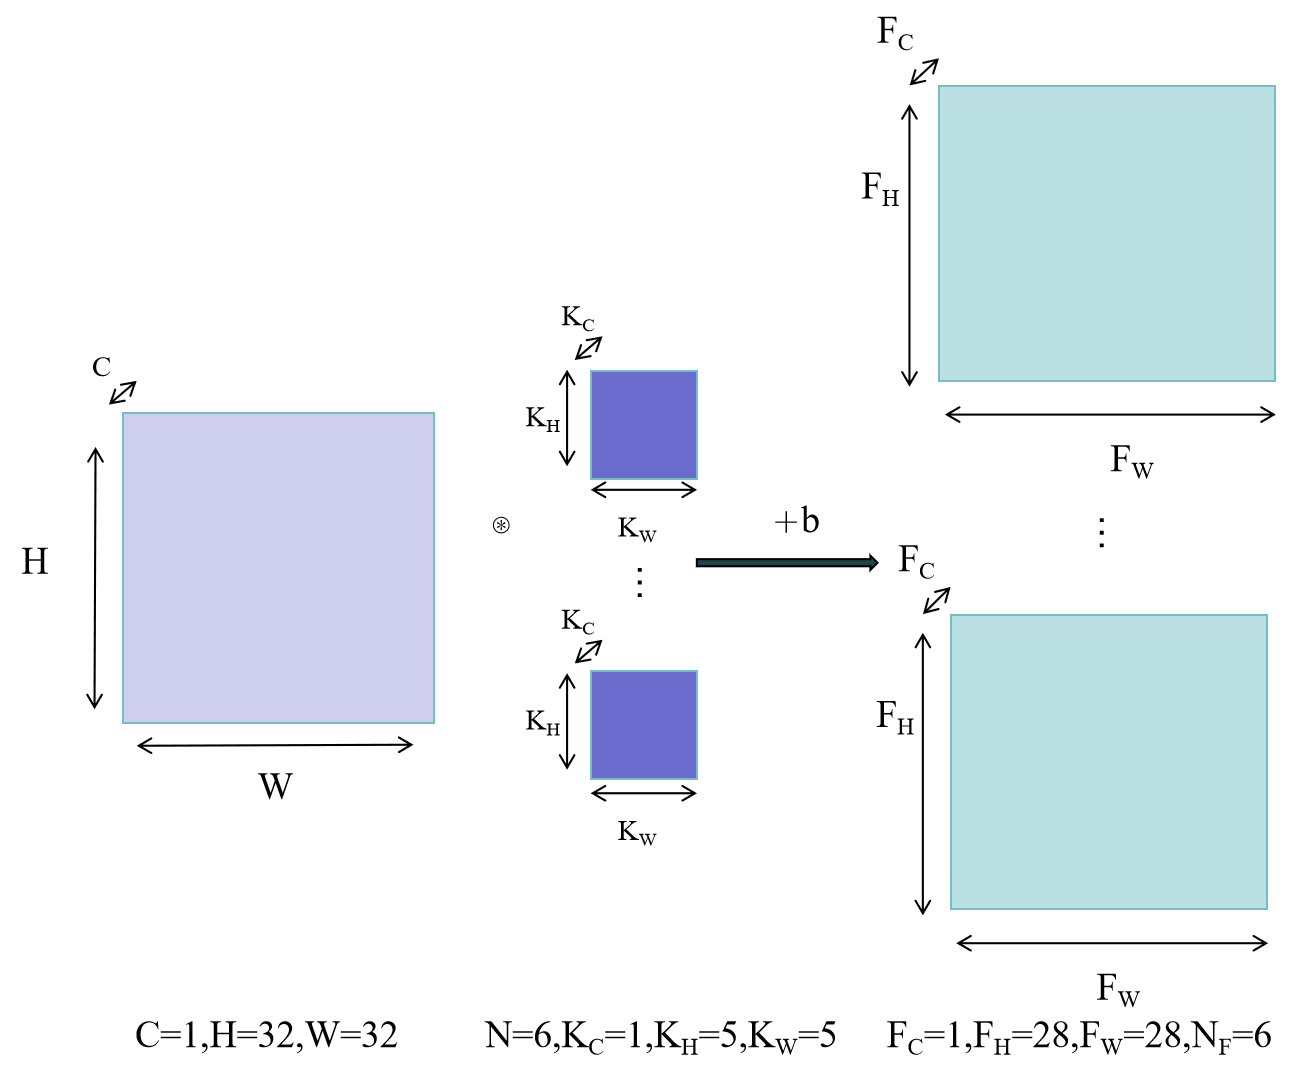 F_C
F_H
F_W
K_C
K_H
K_W
C
H
W
⊛
+b
⋮
⋮
F_C
F_H
F_W
K_C
K_H
K_W
C=1,H=32,W=32
N=6,K_C=1,K_H=5,K_W=5
F_C=1,F_H=28,F_W=28,N_F=6